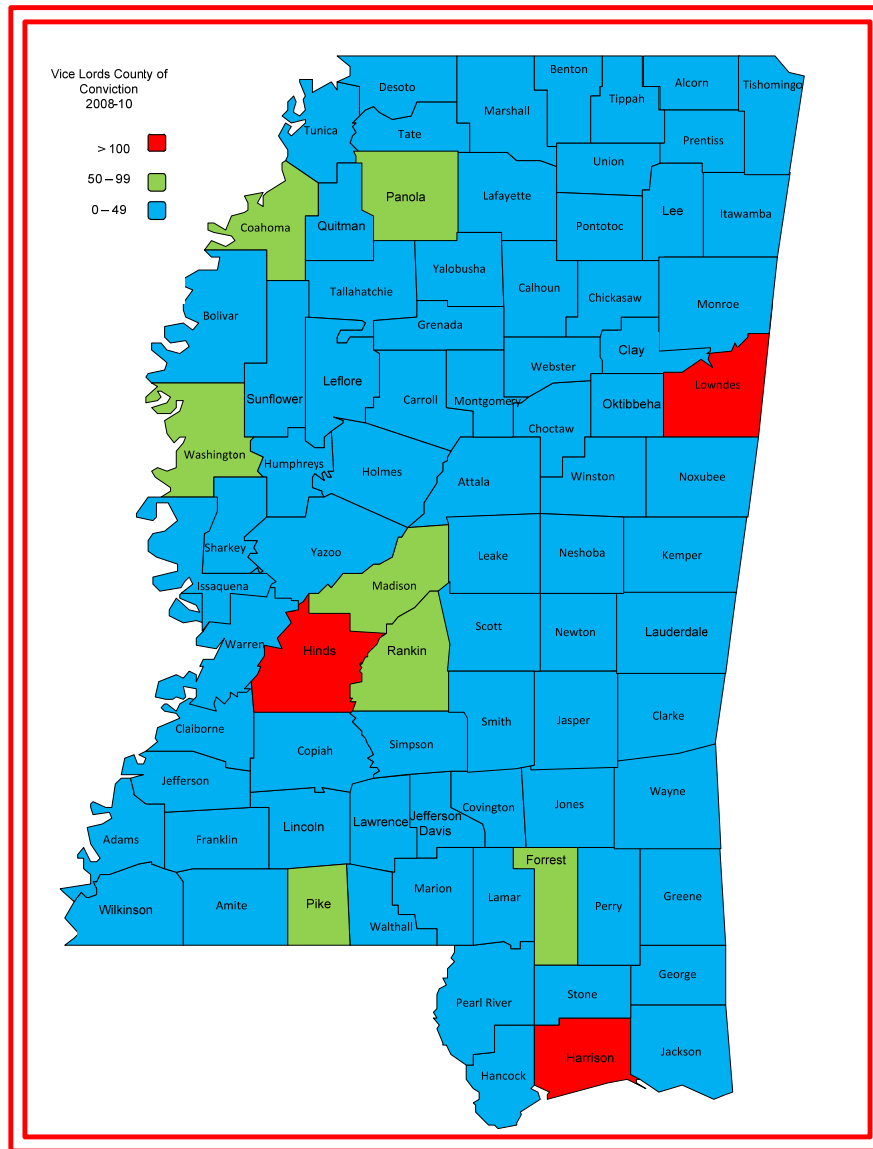 Vice Lords County of
Conviction
2008-10
> 100
50 – 99
0 – 49
Desoto
Benton
Alcorn
Tishomingo
Marshall
Tippah
Tunica
Tate
Prentiss
Union
Panola
Lafayette
Lee
Itawamba
Coahoma
Quitman
Pontotoc
Yalobusha
Tallahatchie
Calhoun
Chickasaw
Monroe
Bolivar
Grenada
Clay
Webster
Leflore
Lowndes
Sunflower
Carroll
Montgomery
Oktibbeha
Choctaw
Washington
Humphreys
Holmes
Attala
Winston
Noxubee
Sharkey
Yazoo
Leake
Neshoba
Kemper
Issaquena
Madison
Warren
Hinds
Rankin
Scott
Newton
Lauderdale
Claiborne
Smith
Jasper
Clarke
Copiah
Simpson
Jefferson
Wayne
Covington
Jones
Lawrence
Jefferson
Davis
Lincoln
Adams
Franklin
Forrest
Wilkinson
Amite
Pike
Marion
Lamar
Perry
Greene
Walthall
George
Pearl River
Stone
Harrison
Jackson
Hancock